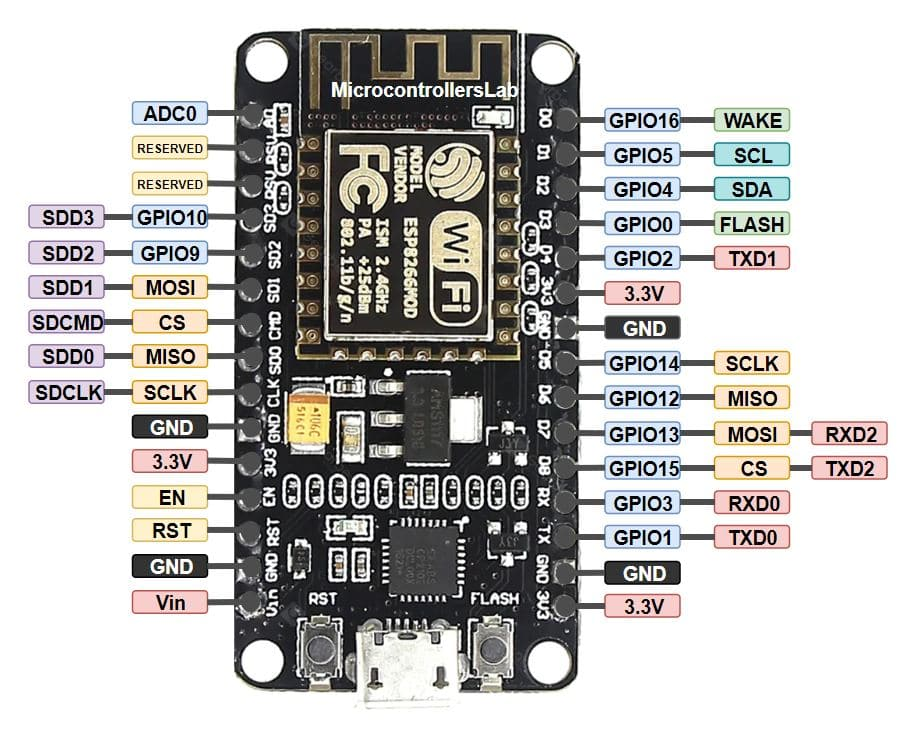 MicrocontrollersLab
ADC0
RESERVED
RESERVED
SDD3 GPIO10
SDD2 GPIO9
SDD1 MOSI
SDCMD CS
SDD0 MISO
SDCLK SCLK
GND
3.3V
EN
RST
GND
Vin
A0
RSV
RSV
SD3
SD2
SD1
CMD
SD0
CLK
GND
3V3
EN
RST
GND
Vin
MODEL
VENDOR
ESP8266MOD
FC
ISM 2.4GHz
PA +25dBm
802.11b/g/n
WiFi
RST
FLASH
D0
D1
D2
D3
D4
3V3
GND
D5
D6
D7
D8
RX
TX
GND
3V3
GPIO16 WAKE
GPIO5 SCL
GPIO4 SDA
GPIO0 FLASH
GPIO2 TXD1
3.3V
GND
GPIO14 SCLK
GPIO12 MISO
GPIO13 MOSI RXD2
GPIO15 CS TXD2
GPIO3 RXD0
GPIO1 TXD0
GND
3.3V